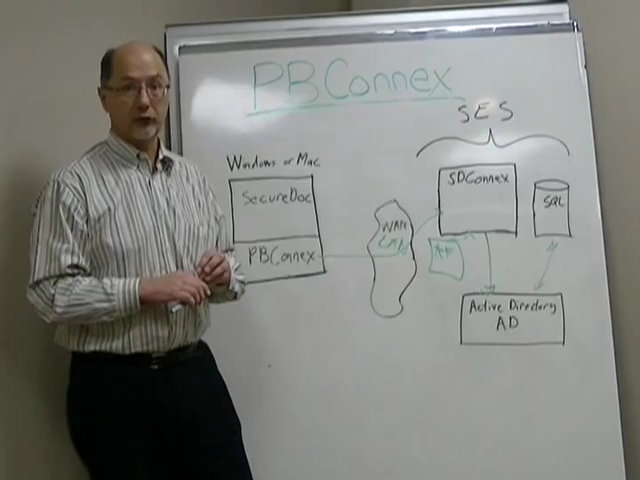 PBConnex
SES
Windows or Mac
SecureDoc
PBConnex
WAN
SDConnex
SQL
Active Directory
AD